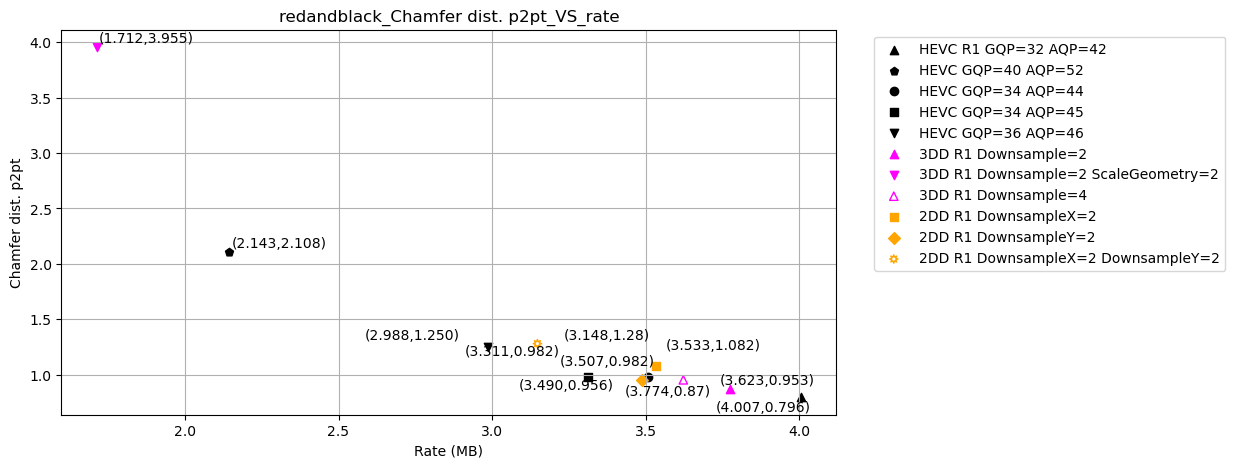 redandblack_Chamfer dist. p2pt_VS_rate
Chamfer dist. p2pt
4.0
3.5
3.0
2.5
2.0
1.5
1.0
(1.712,3.955)
(2.143,2.108)
(2.988,1.250)
(3.148,1.28)
(3.533,1.082)
(3.311,0.982)
(3.507,0.982)
(3.490,0.956)
(3.774,0.87)
(3.623,0.953)
(4.007,0.796)
2.0
2.5
3.0
3.5
4.0
Rate (MB)
HEVC R1 GQP=32 AQP=42
HEVC GQP=40 AQP=52
HEVC GQP=34 AQP=44
HEVC GQP=34 AQP=45
HEVC GQP=36 AQP=46
3DD R1 Downsample=2
3DD R1 Downsample=2 ScaleGeometry=2
3DD R1 Downsample=4
2DD R1 DownsampleX=2
2DD R1 DownsampleY=2
2DD R1 DownsampleX=2 DownsampleY=2